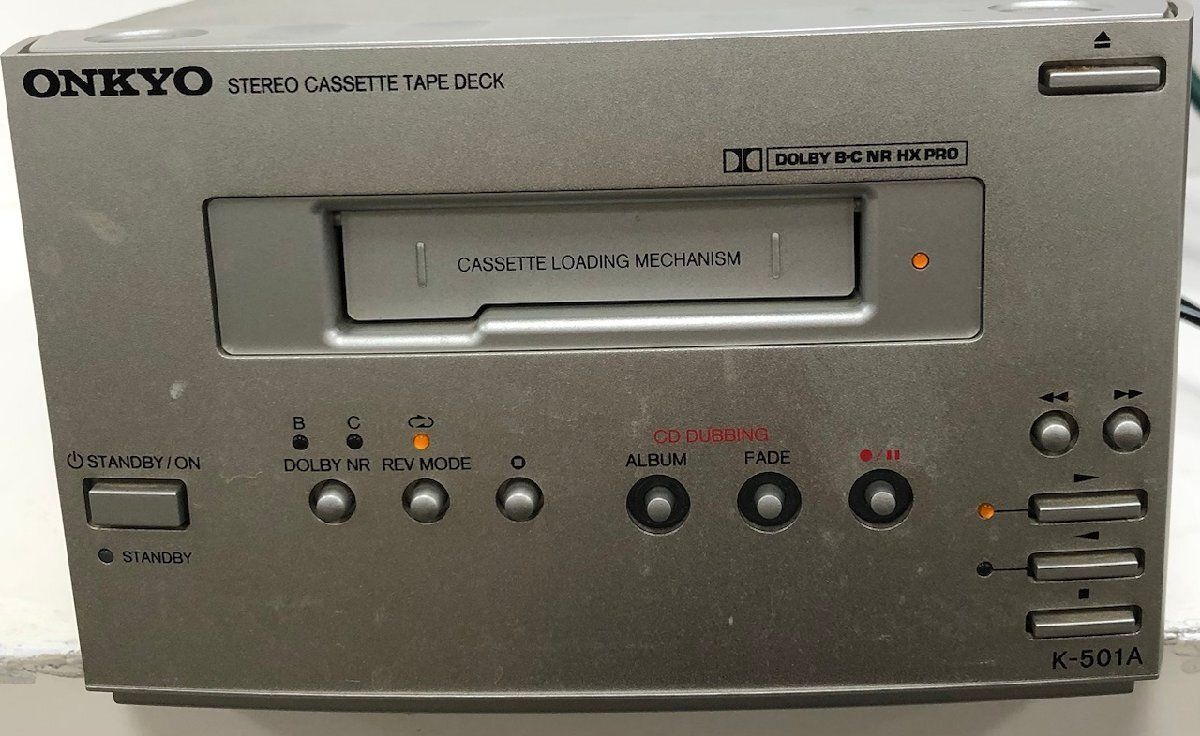 ONKYO STEREO CASSETTE TAPE DECK
DOLBY B-C NR HX PRO
CASSETTE LOADING MECHANISM
B C
DOLBY NR REV MODE
STANDBY/ON
STANDBY
CD DUBBING
ALBUM FADE
K-501A